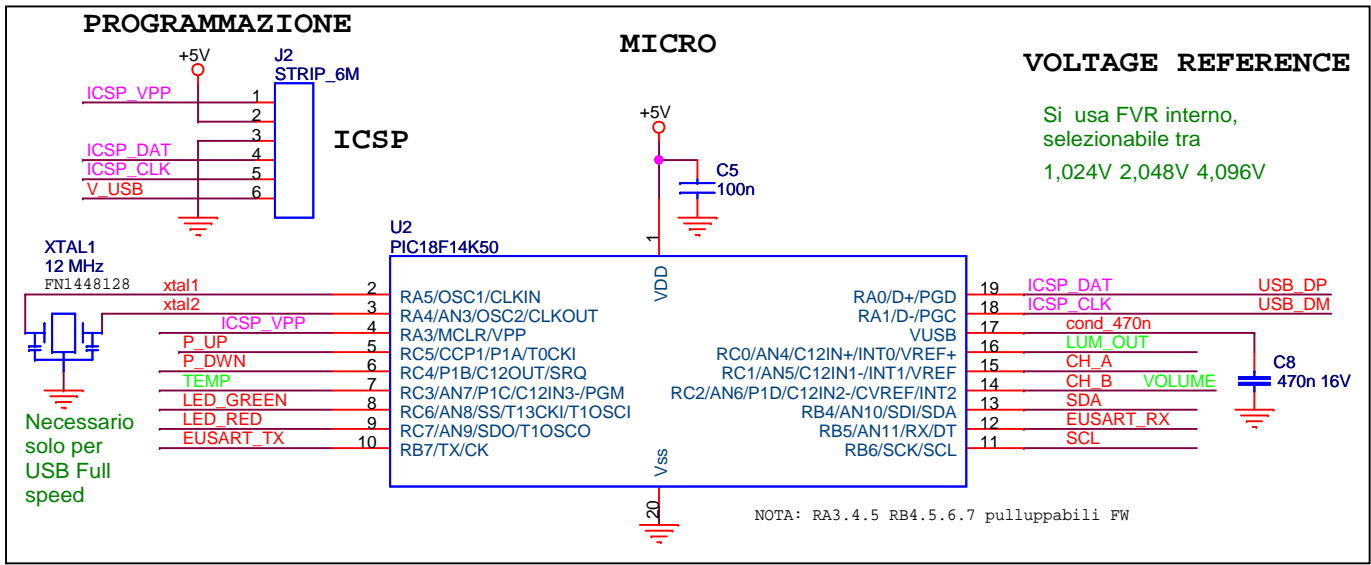 PROGRAMMAZIONE
MICRO
VOLTAGE REFERENCE
+5V
J2
STRIP_6M
ICSP_VPP
1
2
3
ICSP_DAT
4
ICSP_CLK
5
V_USB
6
ICSP
+5V
C5
100n
Si usa FVR interno,
selezionabile tra
1,024V 2,048V 4,096V
U2
PIC18F14K50
XTAL1
12 MHz
FN1448128
Necessario
solo per
USB Full
speed
1
VDD
xtal1 2 RA5/OSC1/CLKIN
xtal2 3 RA4/AN3/OSC2/CLKOUT
ICSP_VPP 4 RA3/MCLR/VPP
P_UP 5 RC5/CCP1/P1A/T0CKI
P_DWN 6 RC4/P1B/C12OUT/SRQ
TEMP 7 RC3/AN7/P1C/C12IN3-/PGM
LED_GREEN 8 RC6/AN8/SS/T13CKI/T1OSCI
LED_RED 9 RC7/AN9/SDO/T1OSCO
EUSART_TX 10 RB7/TX/CK
RA0/D+/PGD 19 ICSP_DAT USB_DP
RA1/D-/PGC 18 ICSP_CLK USB_DM
VUSB 17 cond_470n
RC0/AN4/C12IN+/INT0/VREF+ 16 LUM_OUT
RC1/AN5/C12IN1-/INT1/VREF 15 CH_A
RC2/AN6/P1D/C12IN2-/CVREF/INT2 14 CH_B VOLUME
RB4/AN10/SDI/SDA 13 SDA
RB5/AN11/RX/DT 12 EUSART_RX
RB6/SCK/SCL 11 SCL
C8
470n 16V
Vss
20
NOTA: RA3.4.5 RB4.5.6.7 pulluppabili FW